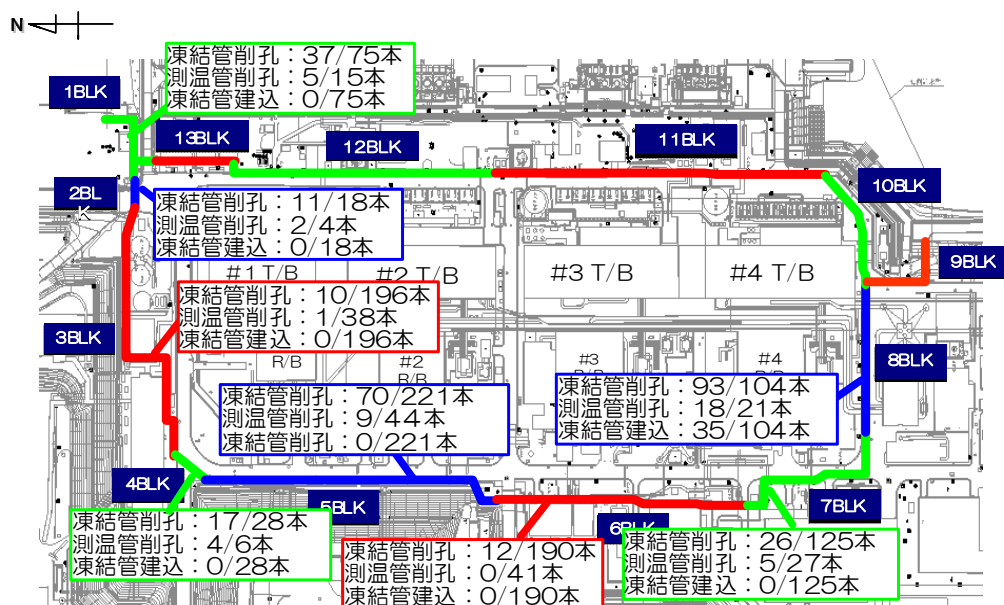 N
凍結管削孔：37/75本
測温管削孔：5/15本
凍結管建込：0/75本
1BLK
13BLK
12BLK
11BLK
10BLK
2BL
K
凍結管削孔：11/18本
測温管削孔：2/4本
凍結管建込：0/18本
9BLK
#1 T/B
#2 T/B
#3 T/B
#4 T/B
凍結管削孔：10/196本
測温管削孔：1/38本
凍結管建込：0/196本
3BLK
R/B
#2
R/B
#3
#4
R/B
8BLK
凍結管削孔：70/221本
測温管削孔：9/44本
凍結管削孔：0/221本
凍結管削孔：93/104本
測温管削孔：18/21本
凍結管建込：35/104本
4BLK
5BLK
6BLK
7BLK
凍結管削孔：17/28本
測温管削孔：4/6本
凍結管建込：0/28本
凍結管削孔：12/190本
測温管削孔：0/41本
凍結管建込：0/190本
凍結管削孔：26/125本
測温管削孔：5/27本
凍結管建込：0/125本